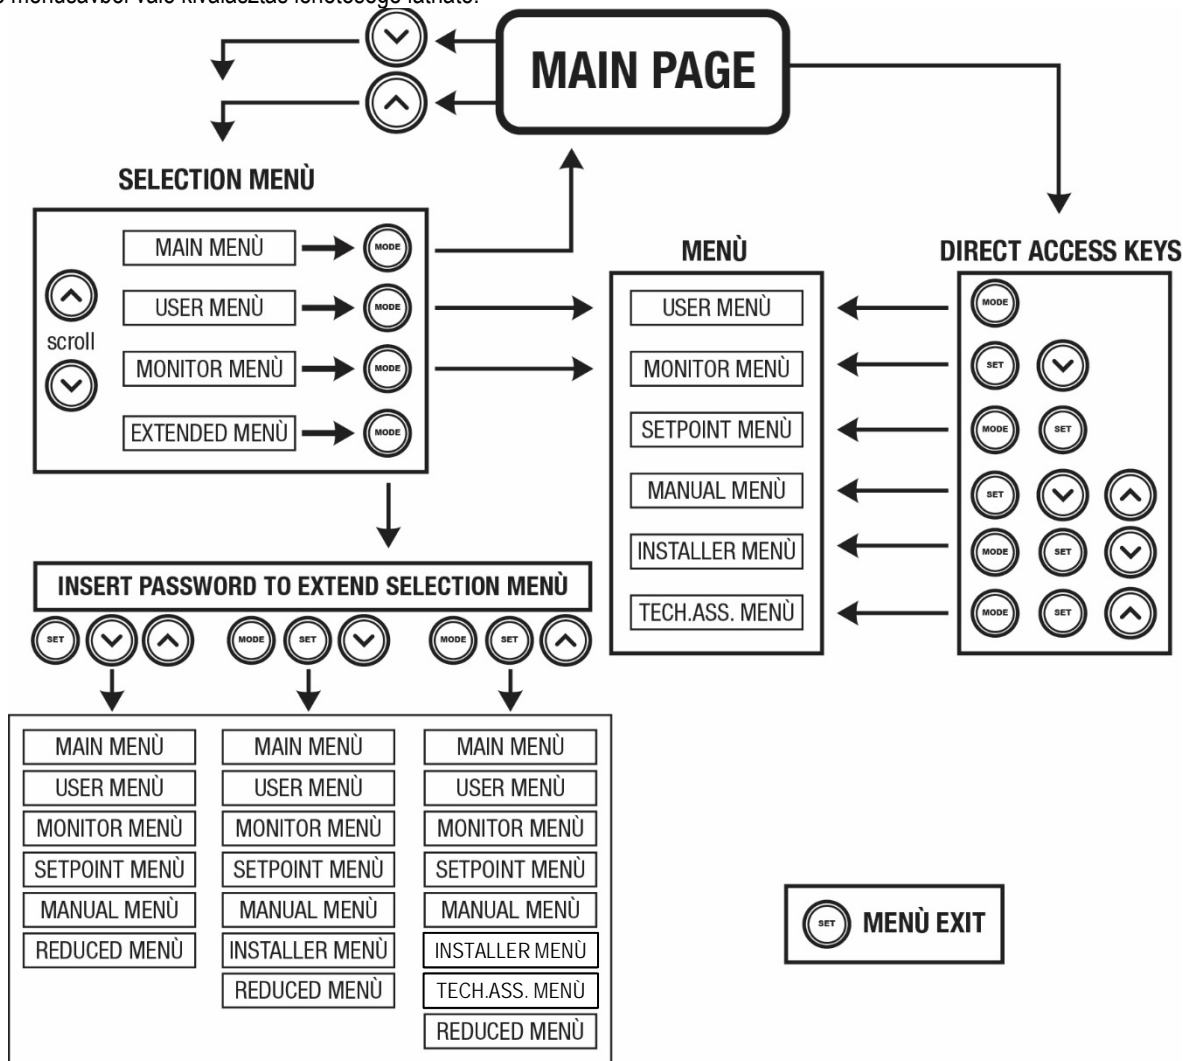 menüsávból való kiválasztás lehetősége látható.
MAIN PAGE
SELECTION MENÙ
MAIN MENÙ
MODE
USER MENÙ
MODE
scroll
MONITOR MENÙ
MODE
EXTENDED MENÙ
MODE
MENÙ
USER MENÙ
MONITOR MENÙ
SETPOINT MENÙ
MANUAL MENÙ
INSTALLER MENÙ
TECH.ASS. MENÙ
DIRECT ACCESS KEYS
MODE
SET
MODE SET
SET
MODE SET
MODE SET
INSERT PASSWORD TO EXTEND SELECTION MENÙ
SET
MODE SET
MODE SET
MAIN MENÙ
USER MENÙ
MONITOR MENÙ
SETPOINT MENÙ
MANUAL MENÙ
REDUCED MENÙ
MAIN MENÙ
USER MENÙ
MONITOR MENÙ
SETPOINT MENÙ
MANUAL MENÙ
INSTALLER MENÙ
REDUCED MENÙ
MAIN MENÙ
USER MENÙ
MONITOR MENÙ
SETPOINT MENÙ
MANUAL MENÙ
INSTALLER MENÙ
TECH.ASS. MENÙ
REDUCED MENÙ
SET MENÙ EXIT